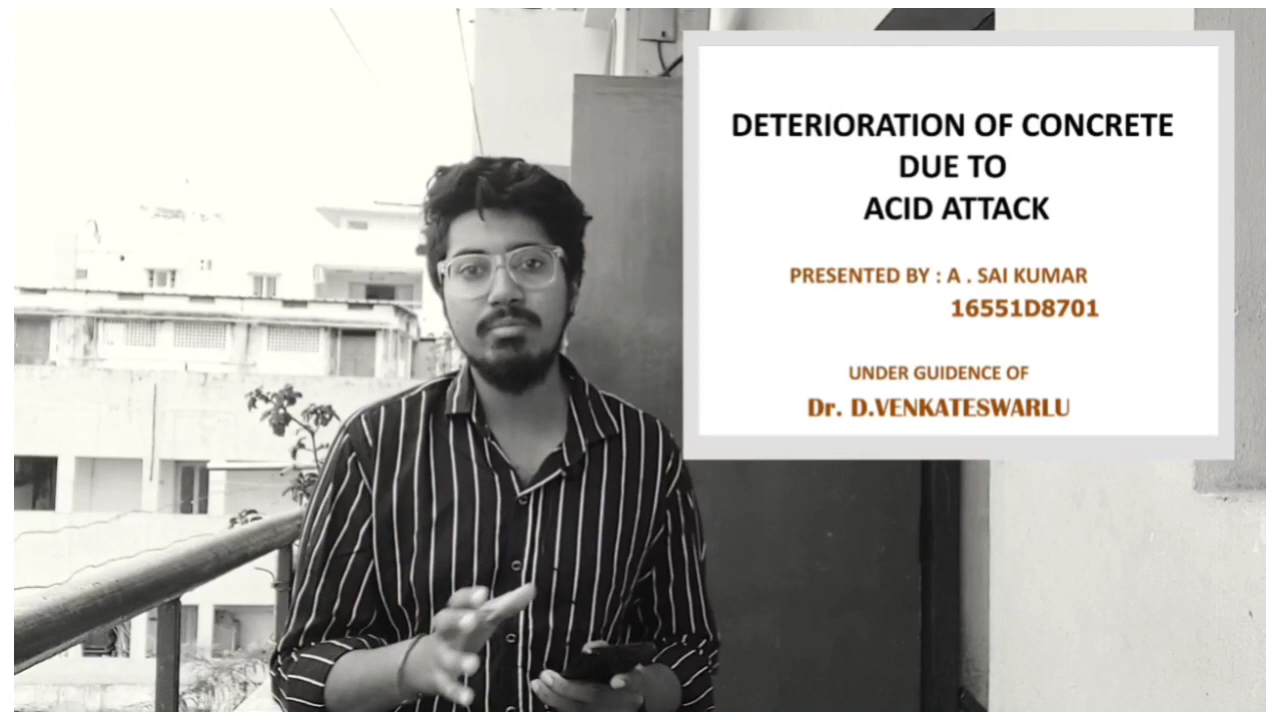 DETERIORATION OF CONCRETE
DUE TO
ACID ATTACK
PRESENTED BY : A . SAI KUMAR
16551D8701
UNDER GUIDENCE OF
Dr. D.VENKATESWARLU